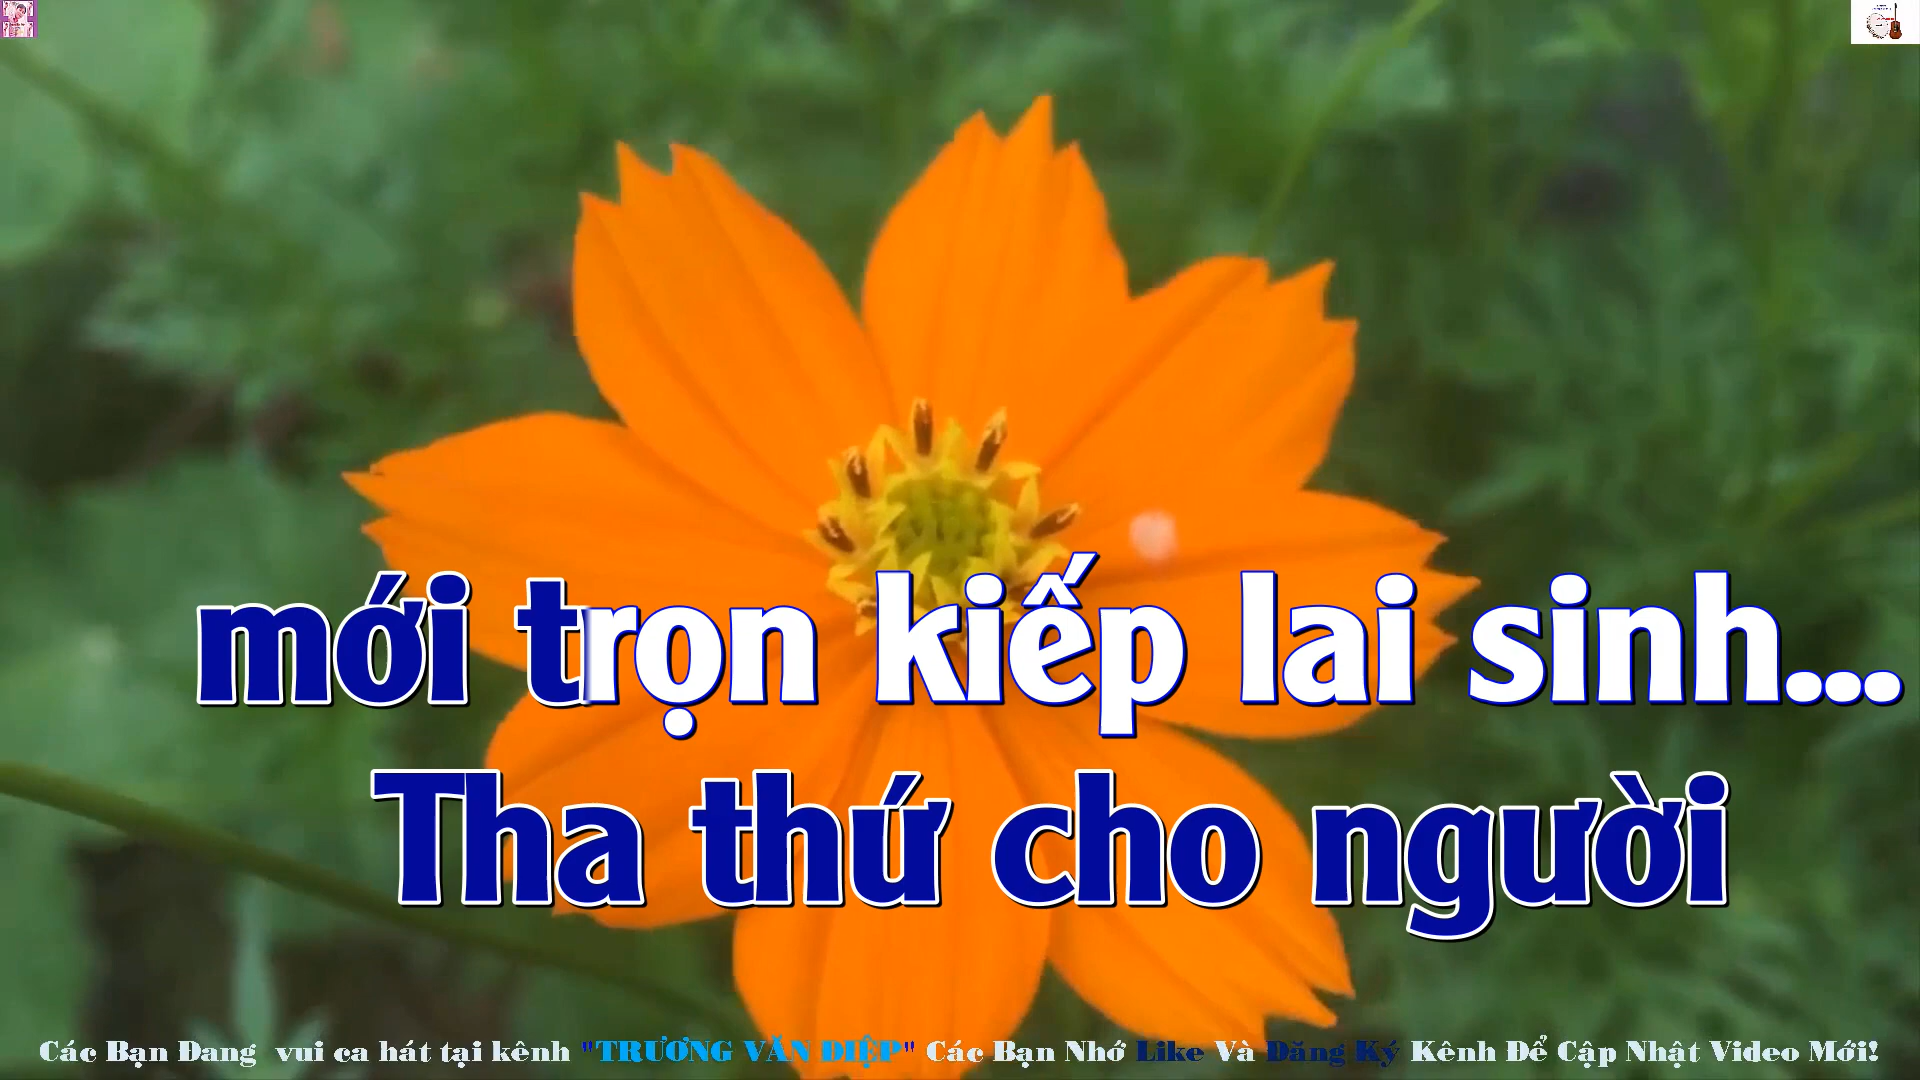 mới trọn kiếp lai sinh...
Tha thứ cho người
Các Bạn Đang vui ca hát tại kênh "TRƯƠNG VĂN DIỆP" Các Bạn Nhớ Like Và Đăng Ký Kênh Để Cập Nhật Video Mới!